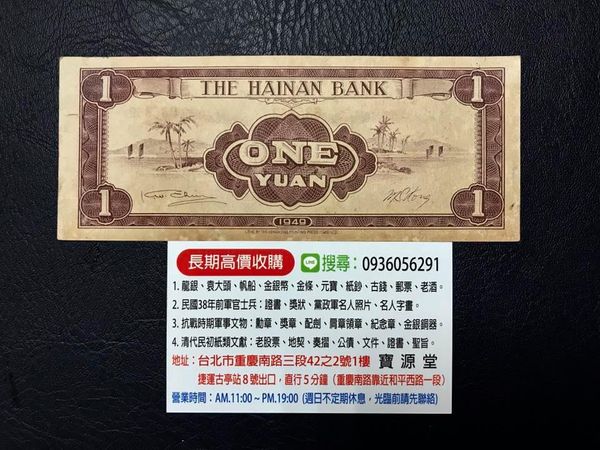 1 THE HAINAN BANK 1
ONE
YUAN
1 1949 1
長期高價收購 LINE 搜尋：0936056291
1. 龍銀、袁大頭、帆船、金銀幣、金條、元寶、紙鈔、古錢、郵票、老酒。
2. 民國38年前軍官士兵：證書、獎狀、黨政軍名人照片、名人字畫。
3. 抗戰時期軍事文物：勳章、獎章、配劍、肩章領章、紀念章、金銀銅器。
4. 清代民初紙類文獻：老股票、地契、奏摺、公債、文件、證書、聖旨。
地址：台北市重慶南路三段42之2號1樓 寶源堂
捷運古亭站8號出口，直行5分鐘（重慶南路靠近和平西路一段）
營業時間：AM.11:00～PM.19:00 (週日不定期休息，光臨前請先聯絡)